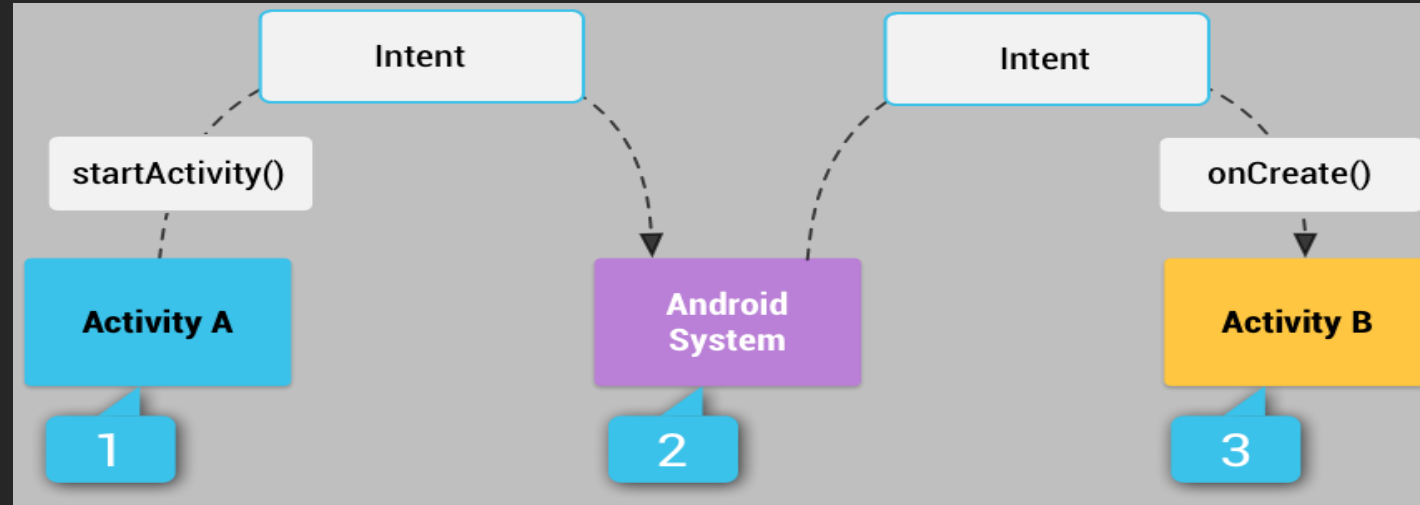 Intent
Intent
startActivity()
onCreate()
Activity A
Android
System
Activity B
1
2
3